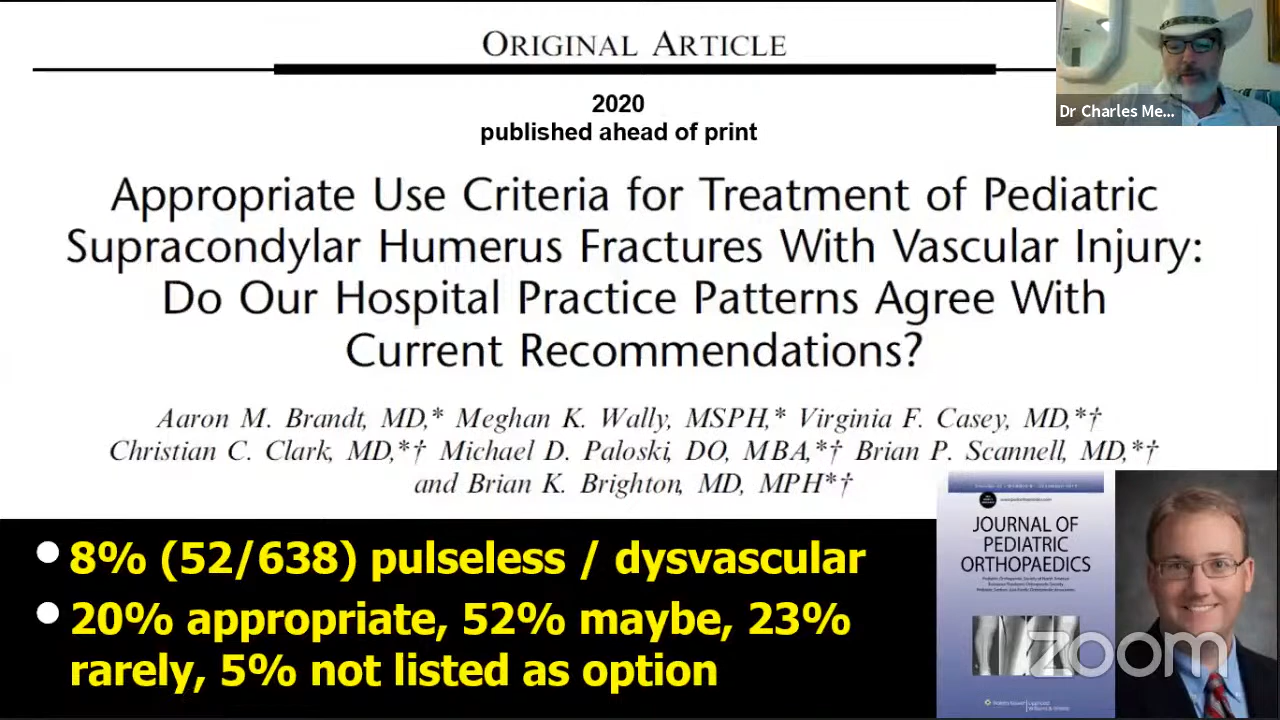 ORIGINAL ARTICLE
2020
published ahead of print
Dr Charles Me...
Appropriate Use Criteria for Treatment of Pediatric
Supracondylar Humerus Fractures With Vascular Injury:
Do Our Hospital Practice Patterns Agree With
Current Recommendations?
Aaron M. Brandt, MD,* Meghan K. Wally, MSPH,* Virginia F. Casey, MD,*†
Christian C. Clark, MD,*† Michael D. Paloski, DO, MBA,*† Brian P. Scannell, MD,*†
and Brian K. Brighton, MD, MPH*†
• 8% (52/638) pulseless / dysvascular
• 20% appropriate, 52% maybe, 23%
rarely, 5% not listed as option
JOURNAL OF
PEDIATRIC
ORTHOPAEDICS
zoom